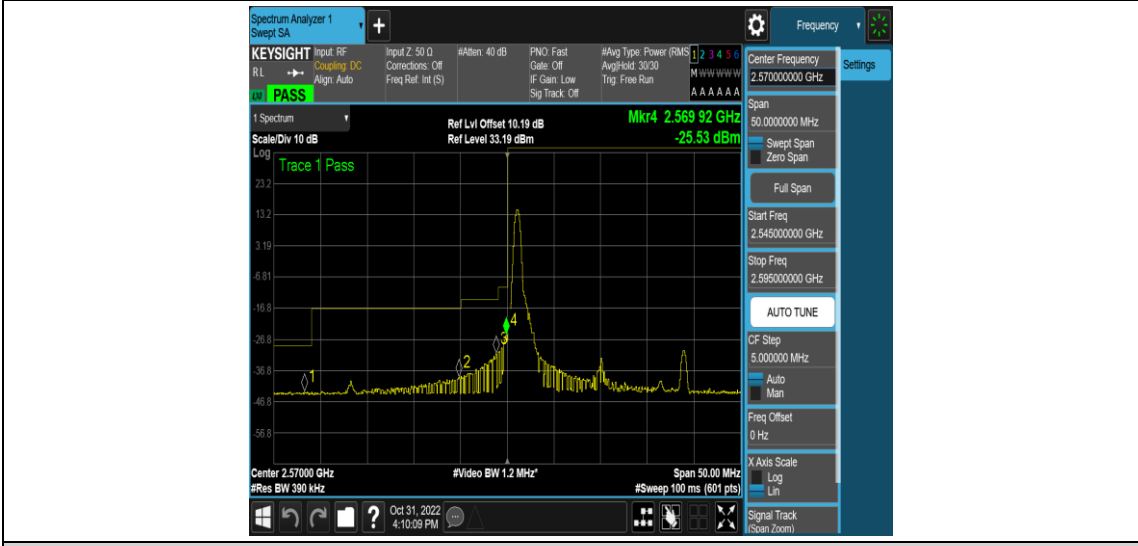 Spectrum Analyzer 1
Swept SA
Frequency
KEYSIGHT
RL
PASS
Input: RF
Coupling: DC
Align: Auto
Input Z: 50 Ω
Corrections: Off
Freq Ref: Int (S)
#Atten: 40 dB
PNO: Fast
Gate: Off
IF Gain: Low
Sig Track: Off
#Avg Type: Power (RMS
Avg|Hold: 30/30
Trig: Free Run
1 2 3 4 5 6
M W W W W W
A A A A A A
1 Spectrum
Scale/Div 10 dB
Ref Lvl Offset 10.19 dB
Ref Level 33.19 dBm
Mkr4 2.569 92 GHz
-25.53 dBm
Log
Trace 1 Pass
23.2
13.2
3.19
-6.81
-16.8
-26.8
-36.8
-46.8
-56.8
1
2
3
4
Center 2.57000 GHz
#Res BW 390 kHz
#Video BW 1.2 MHz*
Span 50.00 MHz
#Sweep 100 ms (601 pts)
?
Oct 31, 2022
4:10:09 PM
Center Frequency
2.570000000 GHz
Settings
Span
50.0000000 MHz
Swept Span
Zero Span
Full Span
Start Freq
2.545000000 GHz
Stop Freq
2.595000000 GHz
AUTO TUNE
CF Step
5.000000 MHz
Auto
Man
Freq Offset
0 Hz
X Axis Scale
Log
Lin
Signal Track
(Span Zoom)